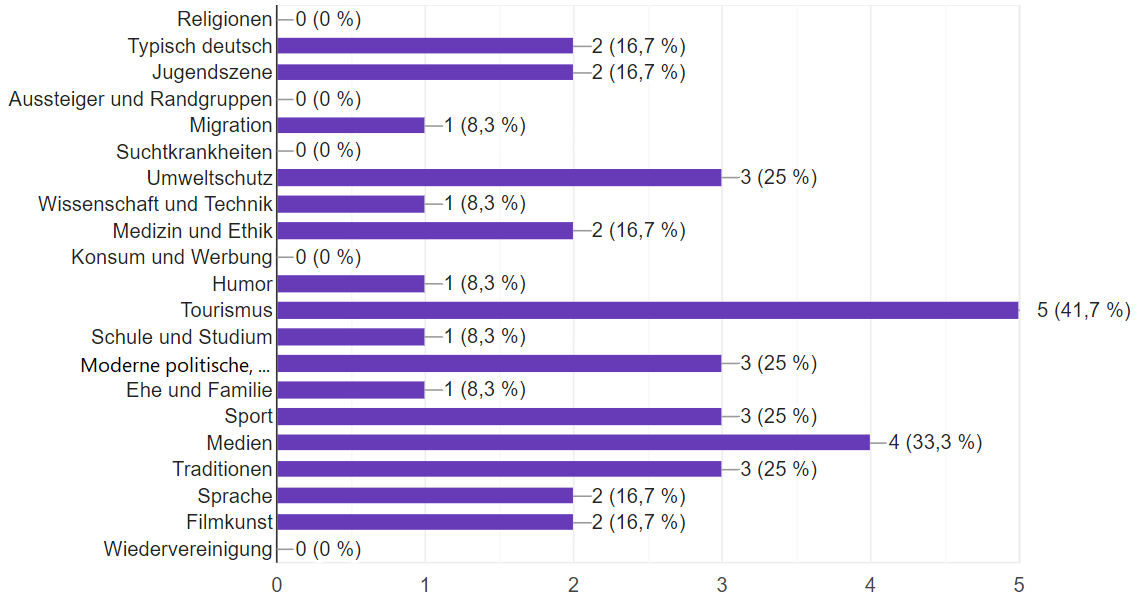 Religionen 0 (0 %)
Typisch deutsch 2 (16,7 %)
Jugendszene 2 (16,7 %)
Aussteiger und Randgruppen 0 (0 %)
Migration 1 (8,3 %)
Suchtkrankheiten 0 (0 %)
Umweltschutz 3 (25 %)
Wissenschaft und Technik 1 (8,3 %)
Medizin und Ethik 2 (16,7 %)
Konsum und Werbung 0 (0 %)
Humor 1 (8,3 %)
Tourismus 5 (41,7 %)
Schule und Studium 1 (8,3 %)
Moderne politische, ... 3 (25 %)
Ehe und Familie 1 (8,3 %)
Sport 3 (25 %)
Medien 4 (33,3 %)
Traditionen 3 (25 %)
Sprache 2 (16,7 %)
Filmkunst 2 (16,7 %)
Wiedervereinigung 0 (0 %)
0 1 2 3 4 5